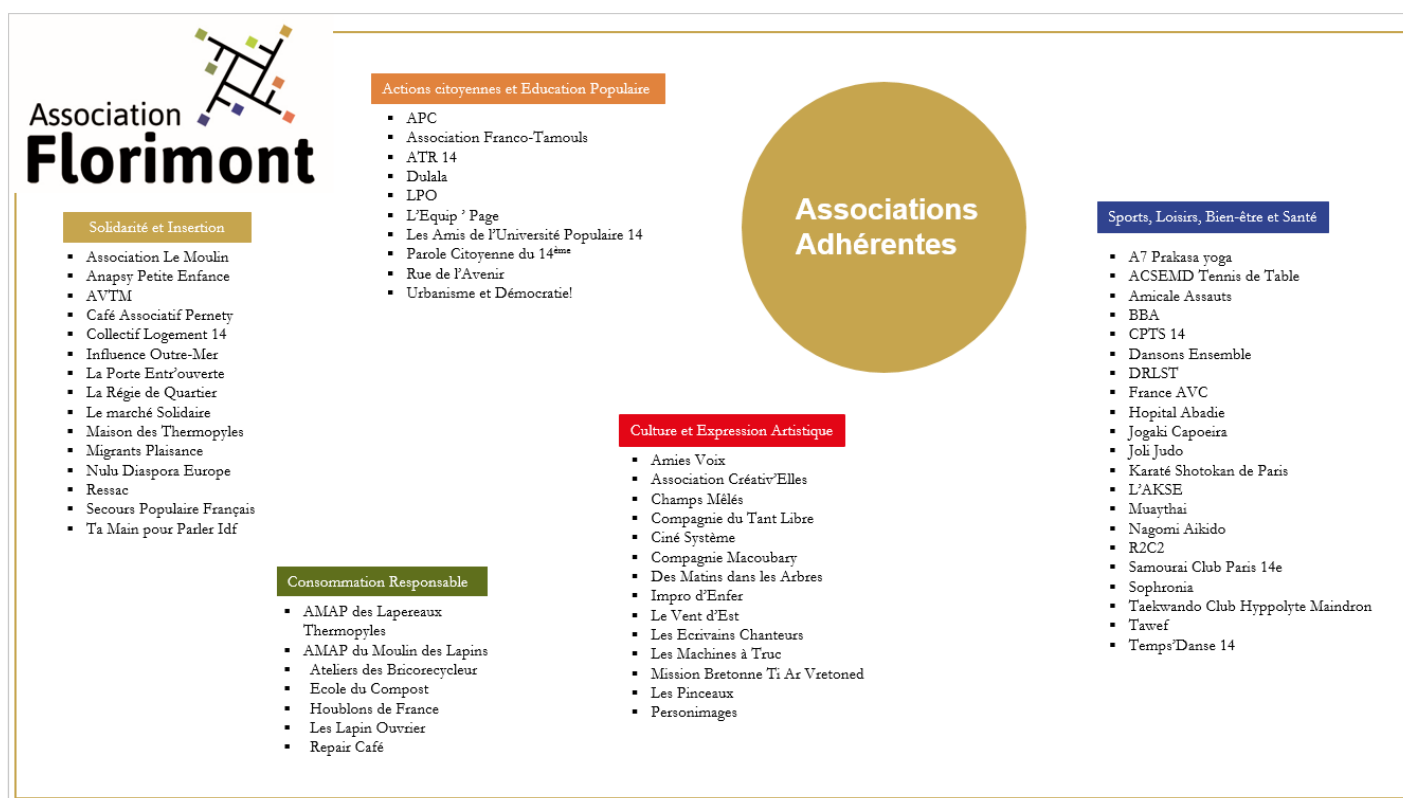 Association
Florimont
Actions citoyennes et Education Populaire
▪ APC
▪ Association Franco-Tamouls
▪ ATR 14
▪ Dulala
▪ LPO
▪ L'Equip ' Page
▪ Les Amis de l'Université Populaire 14
▪ Parole Citoyenne du 14ème
▪ Rue de l'Avenir
▪ Urbanisme et Démocratie!
Associations
Adhérentes
Solidarité et Insertion
▪ Association Le Moulin
▪ Anapsy Petite Enfance
▪ AVTM
▪ Café Associatif Pernety
▪ Collectif Logement 14
▪ Influence Outre-Mer
▪ La Porte Entr'ouverte
▪ La Régie de Quartier
▪ Le marché Solidaire
▪ Maison des Thermopyles
▪ Migrants Plaisance
▪ Nulu Diaspora Europe
▪ Ressac
▪ Secours Populaire Français
▪ Ta Main pour Parler Idf
Sports, Loisirs, Bien-être et Santé
▪ A7 Prakasa yoga
▪ ACSEMD Tennis de Table
▪ Amicale Assauts
▪ BBA
▪ CPTS 14
▪ Dansons Ensemble
▪ DRLST
▪ France AVC
▪ Hopital Abadie
▪ Jogaki Capoeira
▪ Joli Judo
▪ Karaté Shotokan de Paris
▪ L'AKSE
▪ Muaythai
▪ Nagomi Aikido
▪ R2C2
▪ Samourai Club Paris 14e
▪ Sophronia
▪ Taekwando Club Hyppolyte Maindron
▪ Tawef
▪ Temps'Danse 14
Culture et Expression Artistique
▪ Amies Voix
▪ Association Créativ'Elles
▪ Champs Mêlés
▪ Compagnie du Tant Libre
▪ Ciné Système
▪ Compagnie Macoubary
▪ Des Matins dans les Arbres
▪ Impro d'Enfer
▪ Le Vent d'Est
▪ Les Ecrivains Chanteurs
▪ Les Machines à Truc
▪ Mission Bretonne Ti Ar Vretoned
▪ Les Pinceaux
▪ Personimages
Consommation Responsable
▪ AMAP des Lapereaux
Thermopyles
▪ AMAP du Moulin des Lapins
▪ Ateliers des Bricorecycleur
▪ Ecole du Compost
▪ Houblons de France
▪ Les Lapin Ouvrier
▪ Repair Café